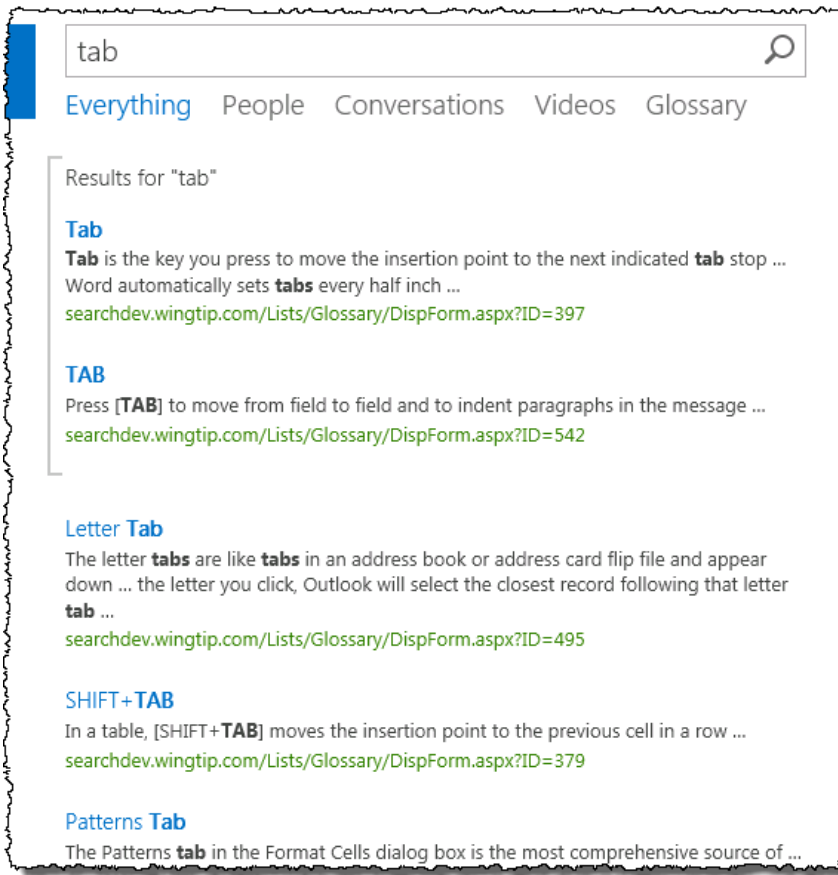 tab
Everything People Conversations Videos Glossary
Results for "tab"
Tab
Tab is the key you press to move the insertion point to the next indicated tab stop ...
Word automatically sets tabs every half inch ...
searchdev.wingtip.com/Lists/Glossary/DispForm.aspx?ID=397
TAB
Press [TAB] to move from field to field and to indent paragraphs in the message ...
searchdev.wingtip.com/Lists/Glossary/DispForm.aspx?ID=542
Letter Tab
The letter tabs are like tabs in an address book or address card flip file and appear
down ... the letter you click, Outlook will select the closest record following that letter
tab ...
searchdev.wingtip.com/Lists/Glossary/DispForm.aspx?ID=495
SHIFT+TAB
In a table, [SHIFT+TAB] moves the insertion point to the previous cell in a row ...
searchdev.wingtip.com/Lists/Glossary/DispForm.aspx?ID=379
Patterns Tab
The Patterns tab in the Format Cells dialog box is the most comprehensive source of ...